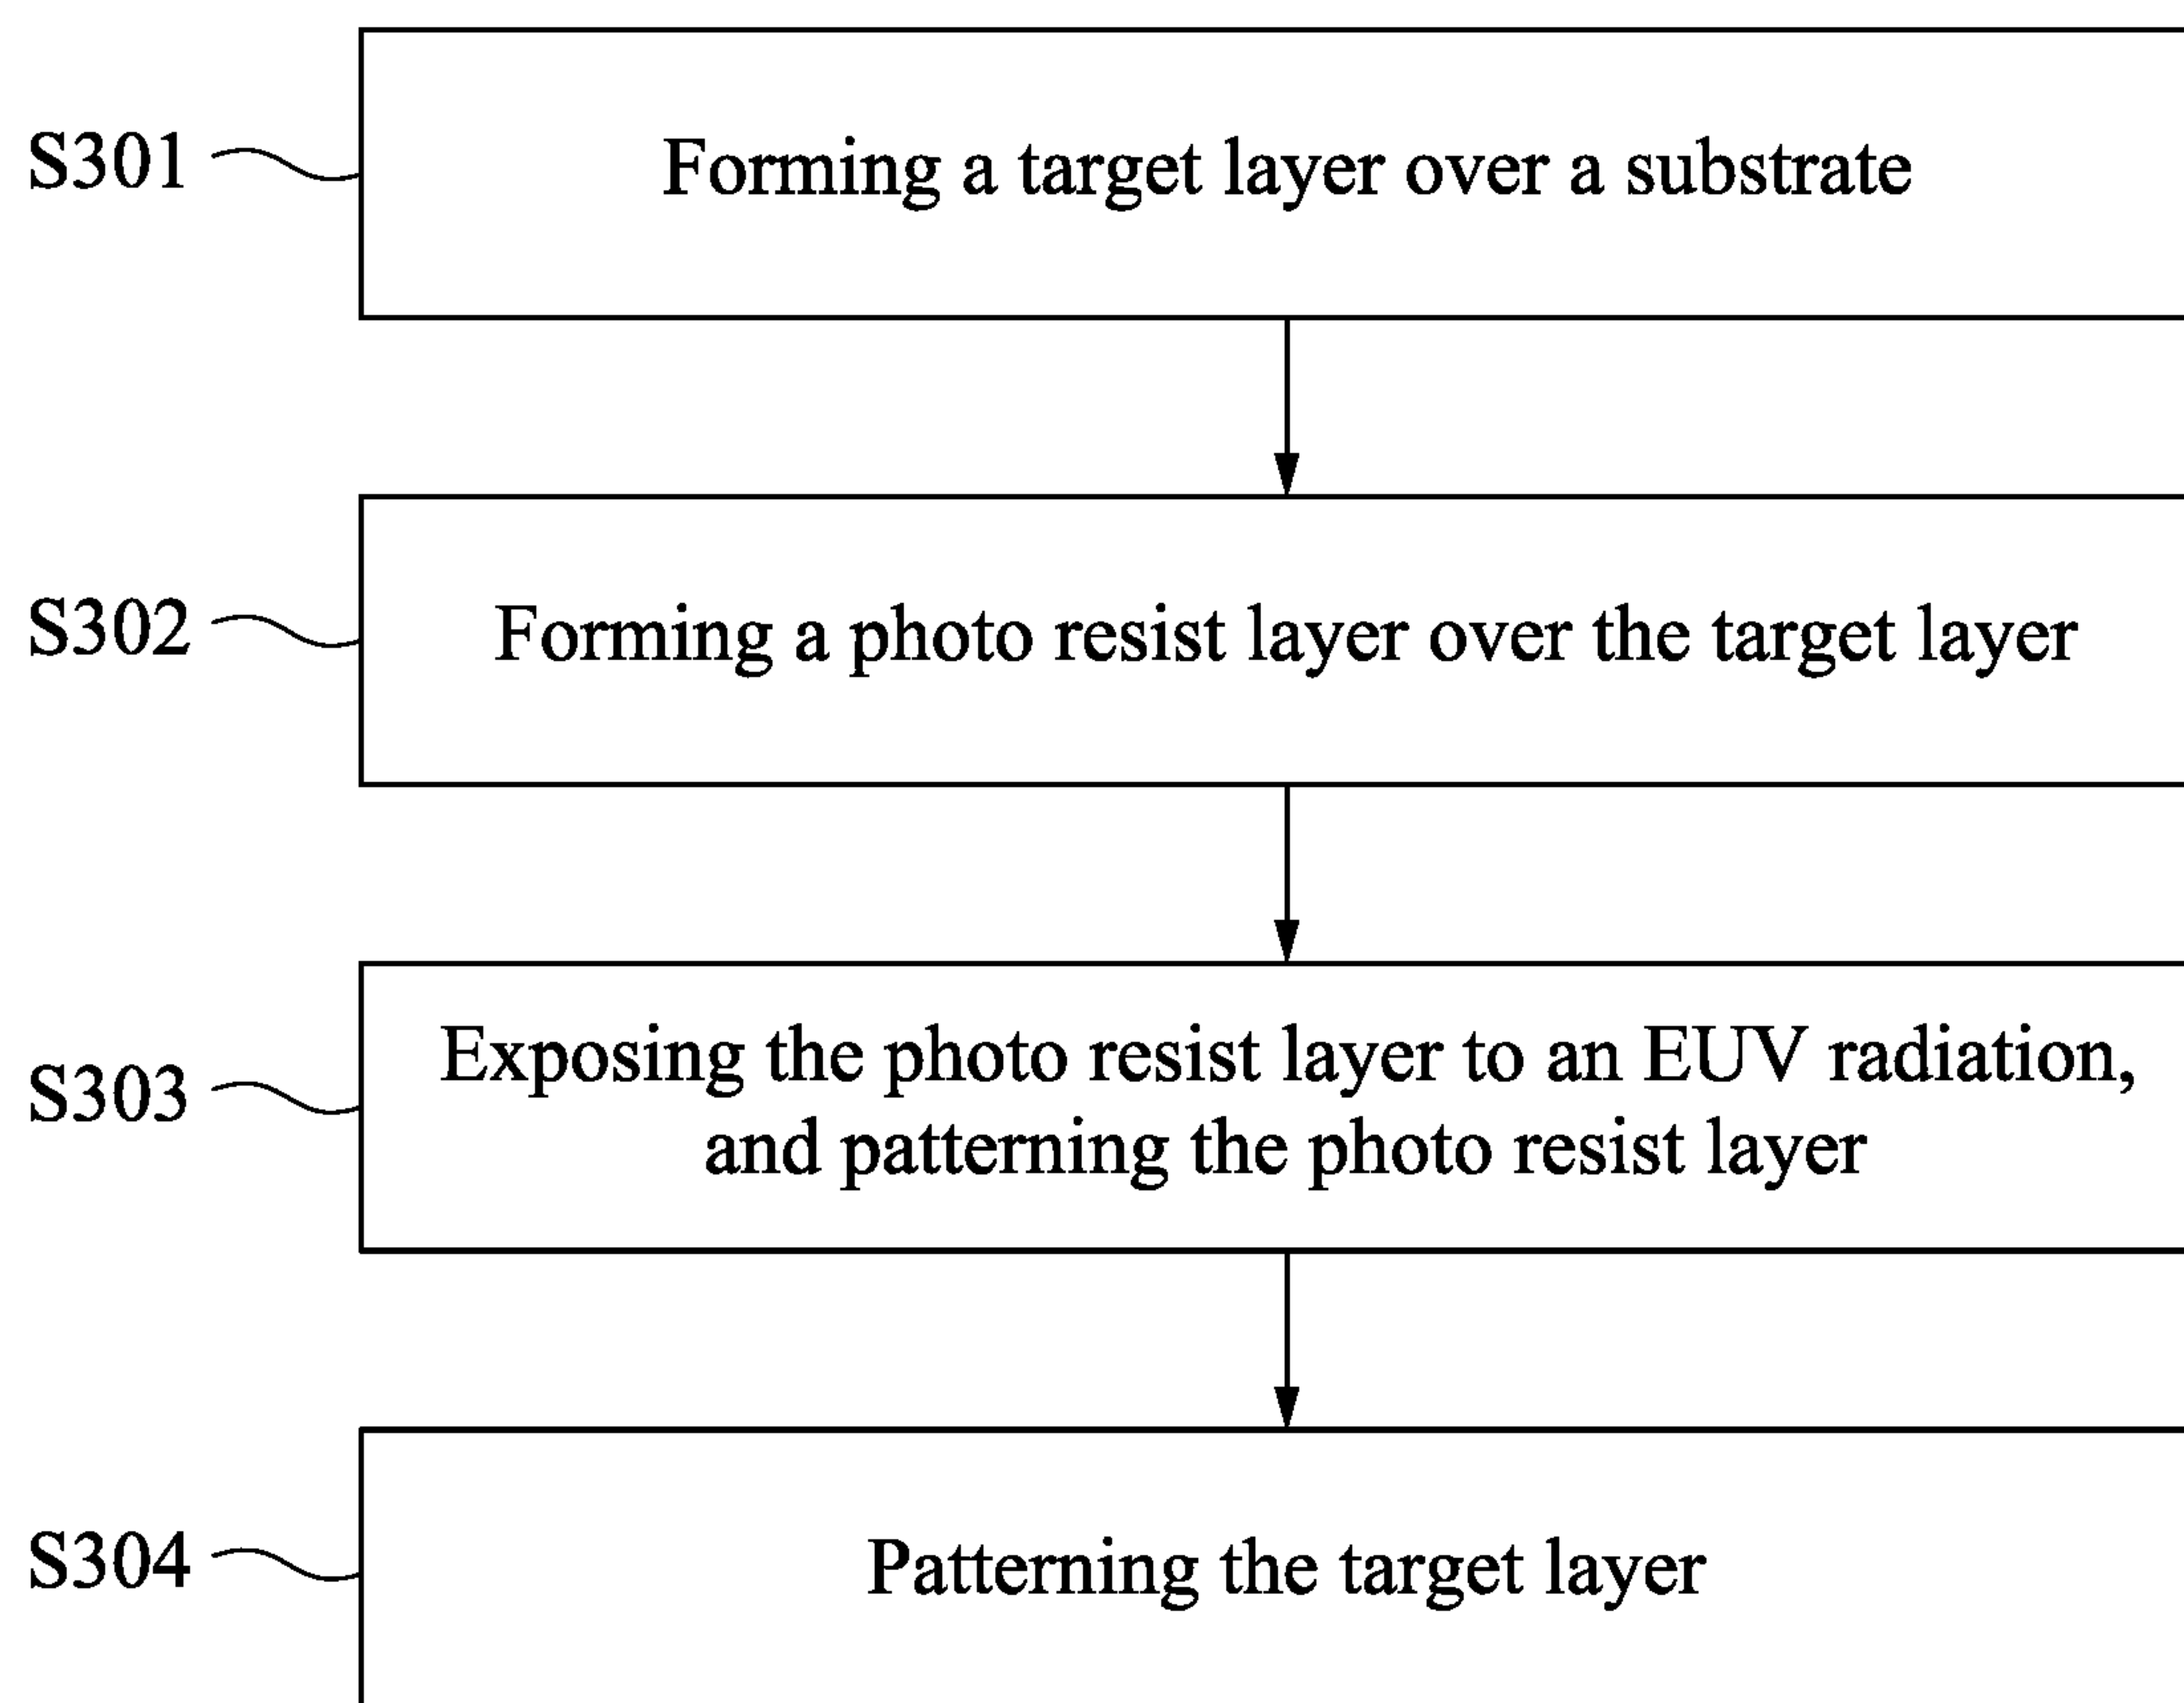 S301
Forming a target layer over a substrate
S302
Forming a photo resist layer over the target layer
S303
Exposing the photo resist layer to an EUV radiation,
and patterning the photo resist layer
S304
Patterning the target layer